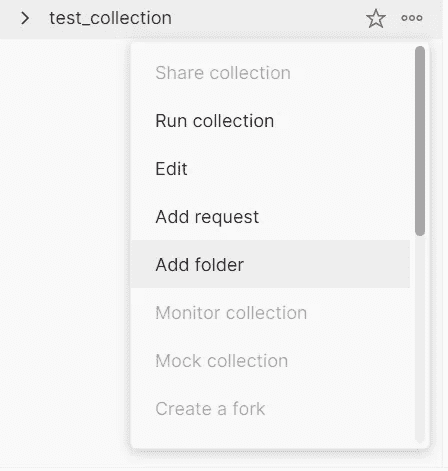 test_collection
Share collection
Run collection
Edit
Add request
Add folder
Monitor collection
Mock collection
Create a fork